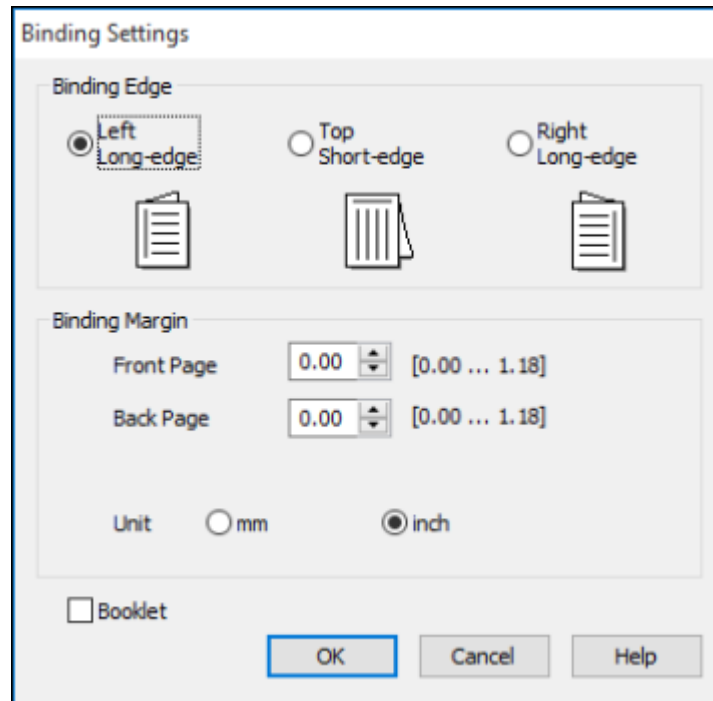 Binding Settings
Binding Edge
Left
Long-edge
Top
Short-edge
Right
Long-edge
Binding Margin
Front Page 0.00 [0.00 ... 1.18]
Back Page 0.00 [0.00 ... 1.18]
Unit mm inch
Booklet
OK Cancel Help